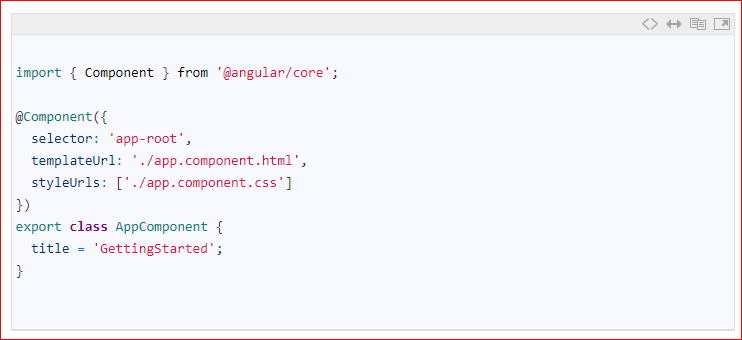 import { Component } from '@angular/core';
@Component({
  selector: 'app-root',
  templateUrl: './app.component.html',
  styleUrls: ['./app.component.css']
})
export class AppComponent {
  title = 'GettingStarted';
}